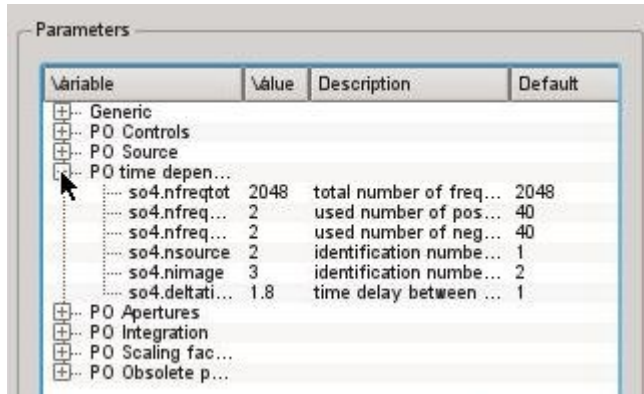 Parameters
Variable Value Description Default
Generic
PO Controls
PO Source
PO time depen...
so4.nfreqtot 2048 total number of freq... 2048
so4.nfreq... 2 used number of pos... 40
so4.nfreq... 2 used number of neg... 40
so4.nsource 2 identification numbe... 1
so4.nimage 3 identification numbe... 2
so4.deltati... 1.8 time delay between ... 1
PO Apertures
PO Integration
PO Scaling fac...
PO Obsolete p...